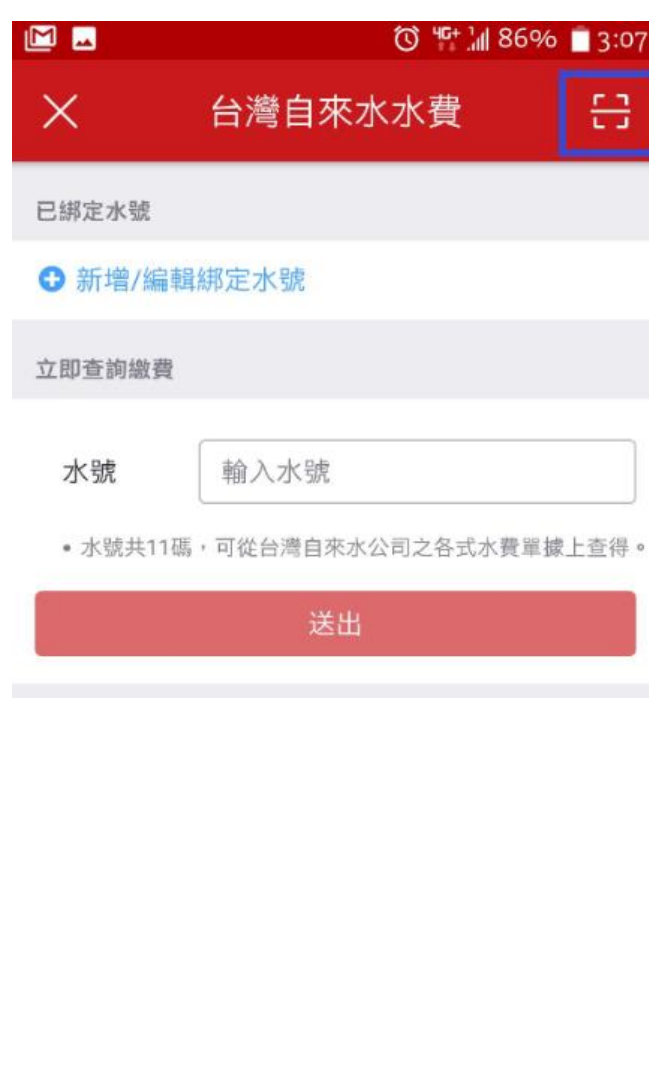 4G+ 86% 3:07
台灣自來水水費
已綁定水號
新增/編輯綁定水號
立即查詢繳費
水號 輸入水號
• 水號共11碼，可從台灣自來水公司之各式水費單據上查得。
送出